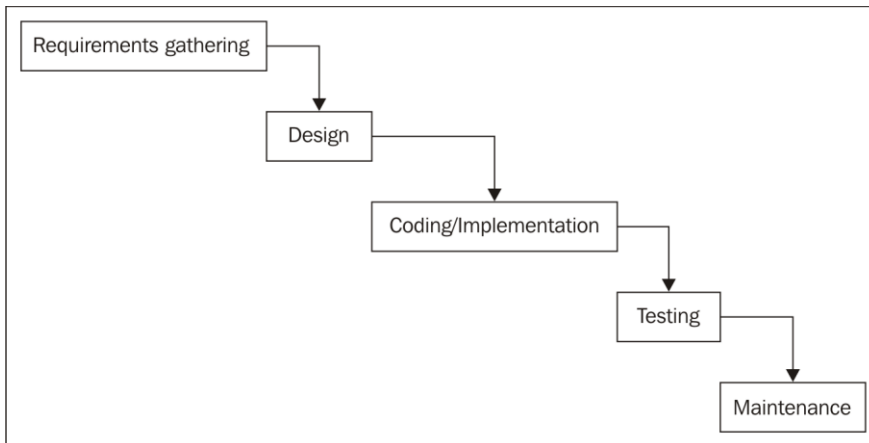 Requirements gathering
Design
Coding/Implementation
Testing
Maintenance